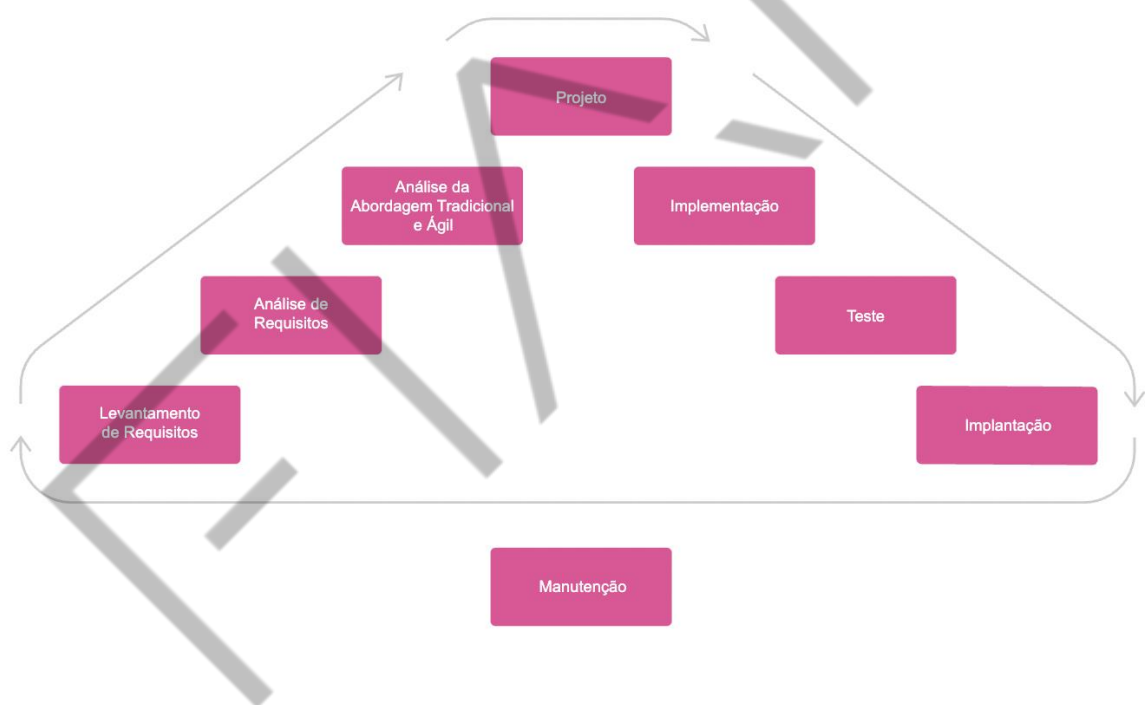 Projeto
Análise da
Abordagem Tradicional
e Ágil
Implementação
Análise de
Requisitos
Teste
Levantamento
de Requisitos
Implantação
Manutenção